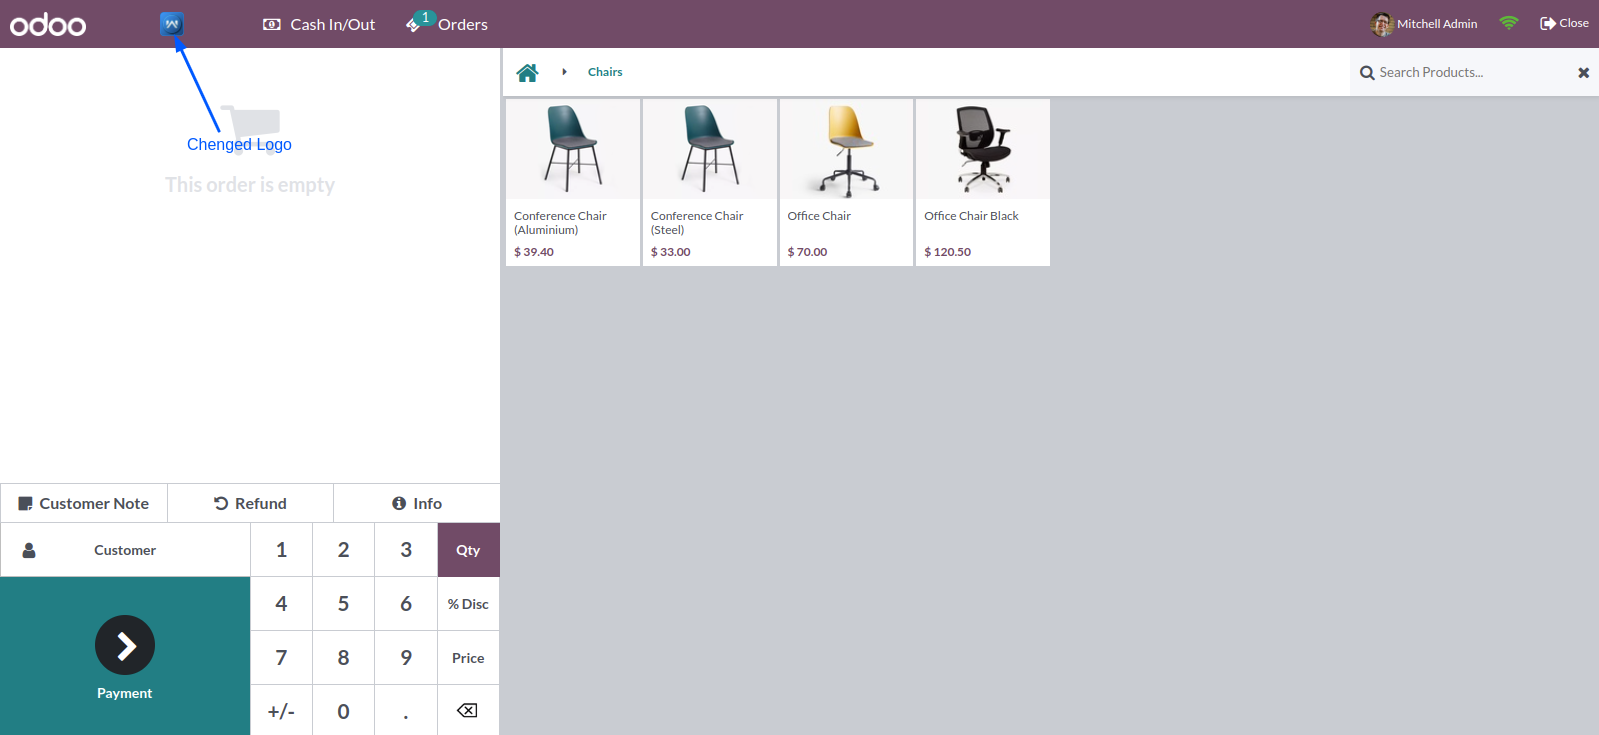 odoo
Cash In/Out
1
Orders
Mitchell Admin
Close
Chenged Logo
This order is empty
Chairs
Search Products...
Conference Chair
(Aluminium)
$ 39.40
Conference Chair
(Steel)
$ 33.00
Office Chair
$ 70.00
Office Chair Black
$ 120.50
Customer Note
Refund
Info
Customer
1 2 3 Qty
4 5 6 % Disc
7 8 9 Price
+/- 0 .
Payment